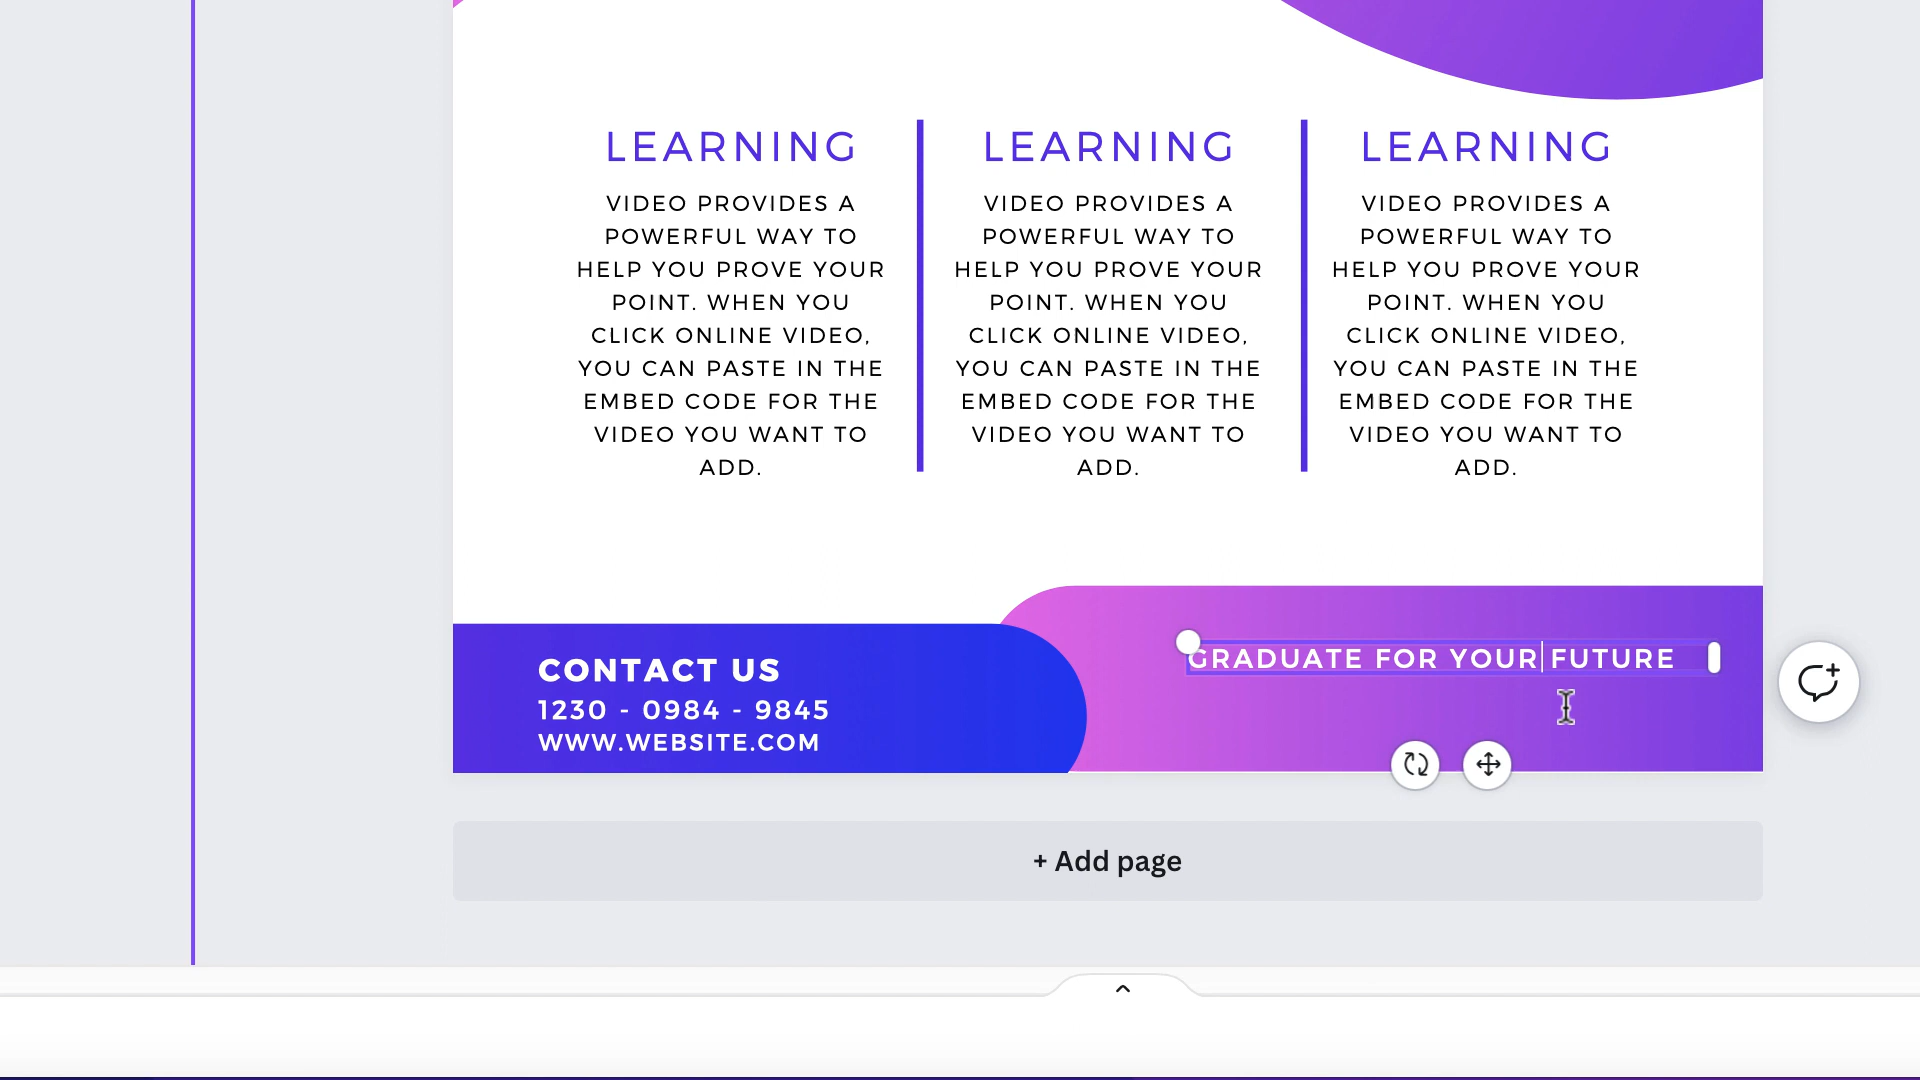 LEARNING
VIDEO PROVIDES A
POWERFUL WAY TO
HELP YOU PROVE YOUR
POINT. WHEN YOU
CLICK ONLINE VIDEO,
YOU CAN PASTE IN THE
EMBED CODE FOR THE
VIDEO YOU WANT TO
ADD.
LEARNING
VIDEO PROVIDES A
POWERFUL WAY TO
HELP YOU PROVE YOUR
POINT. WHEN YOU
CLICK ONLINE VIDEO,
YOU CAN PASTE IN THE
EMBED CODE FOR THE
VIDEO YOU WANT TO
ADD.
LEARNING
VIDEO PROVIDES A
POWERFUL WAY TO
HELP YOU PROVE YOUR
POINT. WHEN YOU
CLICK ONLINE VIDEO,
YOU CAN PASTE IN THE
EMBED CODE FOR THE
VIDEO YOU WANT TO
ADD.
CONTACT US
1230 - 0984 - 9845
WWW.WEBSITE.COM
GRADUATE FOR YOUR FUTURE
+ Add page